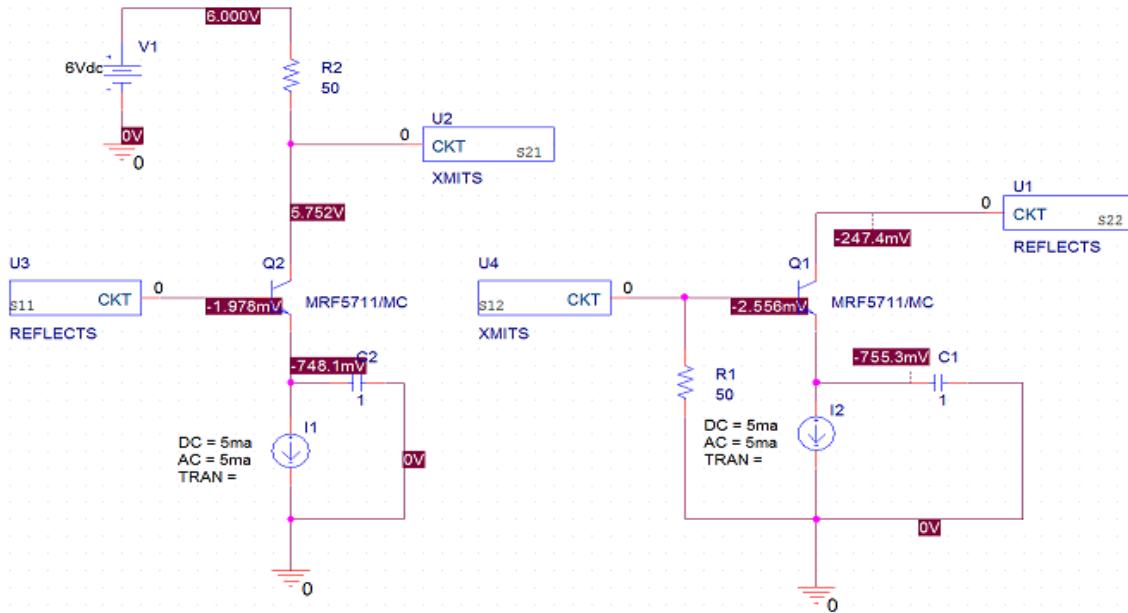 6.000V
V1
6Vdc
R2
50
0V
0
U2
0
CKT
S21
XMITS
5.752V
U3
S11
CKT
0
REFLECTS
-1.978mV
Q2
MRF5711/MC
-748.1mV
C2
1
I1
DC = 5ma
AC = 5ma
TRAN =
0V
0
U1
0
CKT
S22
REFLECTS
-247.4mV
U4
S12
CKT
0
XMITS
Q1
-2.556mV
MRF5711/MC
-755.3mV
C1
1
R1
50
I2
DC = 5ma
AC = 5ma
TRAN =
0V
0